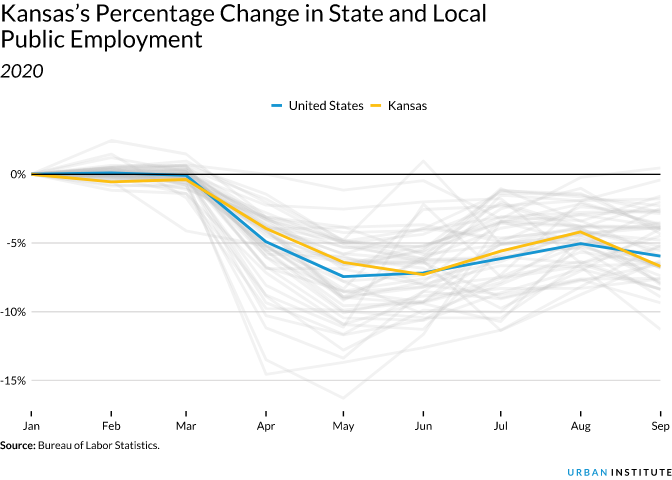 Kansas’s Percentage Change in State and Local
Public Employment
2020
United States Kansas
0%
-5%
-10%
-15%
Jan Feb Mar Apr May Jun Jul Aug Sep
Source: Bureau of Labor Statistics.
URBAN INSTITUTE